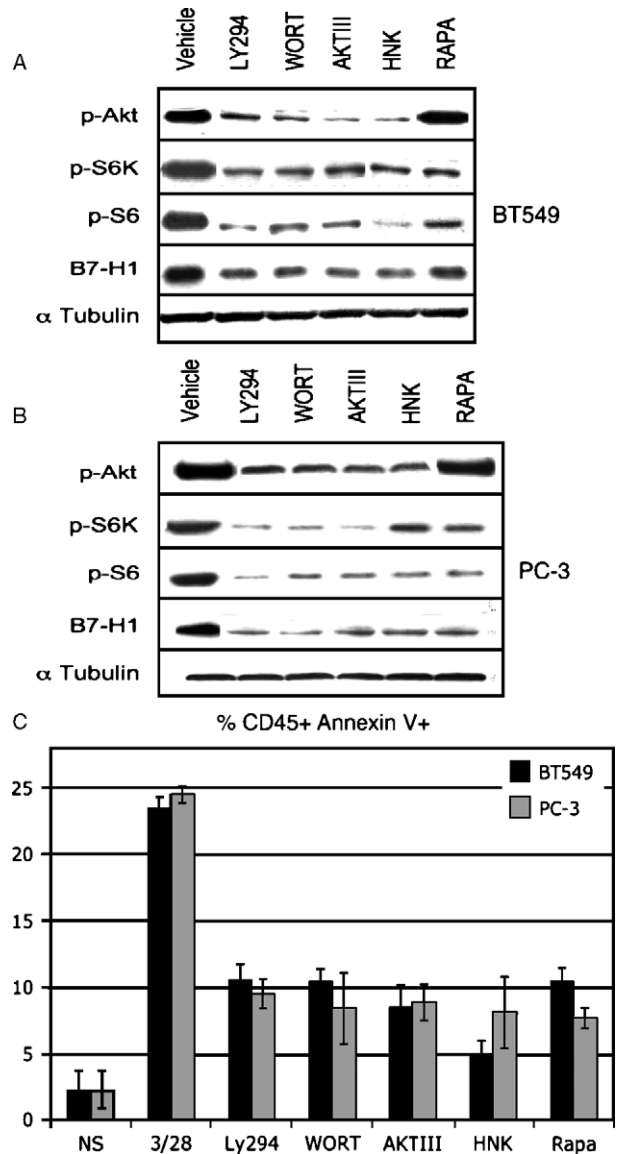 A
Vehicle LY294 WORT AKTIII HNK RAPA
p-Akt
p-S6K
p-S6
B7-H1
α Tubulin
BT549
B
Vehicle LY294 WORT AKTIII HNK RAPA
p-Akt
p-S6K
p-S6
B7-H1
α Tubulin
PC-3
C
% CD45+ Annexin V+
BT549
PC-3
25
20
15
10
5
0
NS 3/28 Ly294 WORT AKTIII HNK Rapa